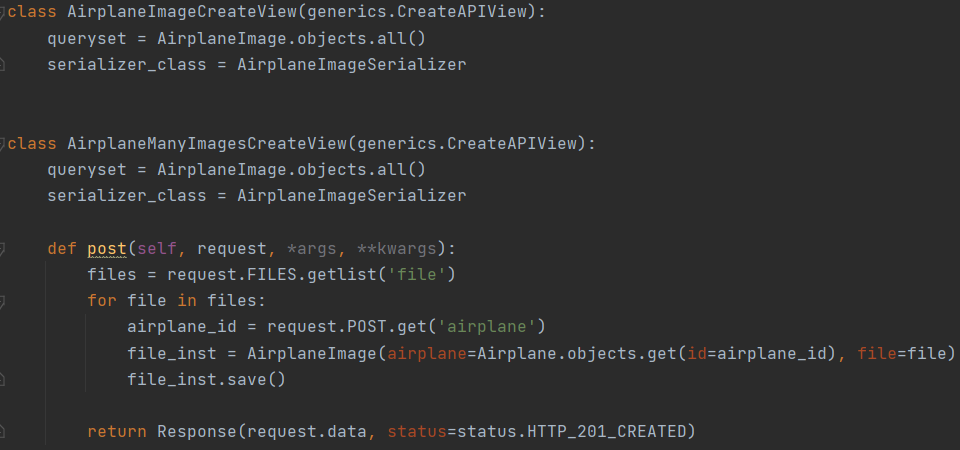 class AirplaneImageCreateView(generics.CreateAPIView):
    queryset = AirplaneImage.objects.all()
    serializer_class = AirplaneImageSerializer
class AirplaneManyImagesCreateView(generics.CreateAPIView):
    queryset = AirplaneImage.objects.all()
    serializer_class = AirplaneImageSerializer
    def post(self, request, *args, **kwargs):
        files = request.FILES.getlist('file')
        for file in files:
            airplane_id = request.POST.get('airplane')
            file_inst = AirplaneImage(airplane=Airplane.objects.get(id=airplane_id), file=file)
            file_inst.save()
        return Response(request.data, status=status.HTTP_201_CREATED)